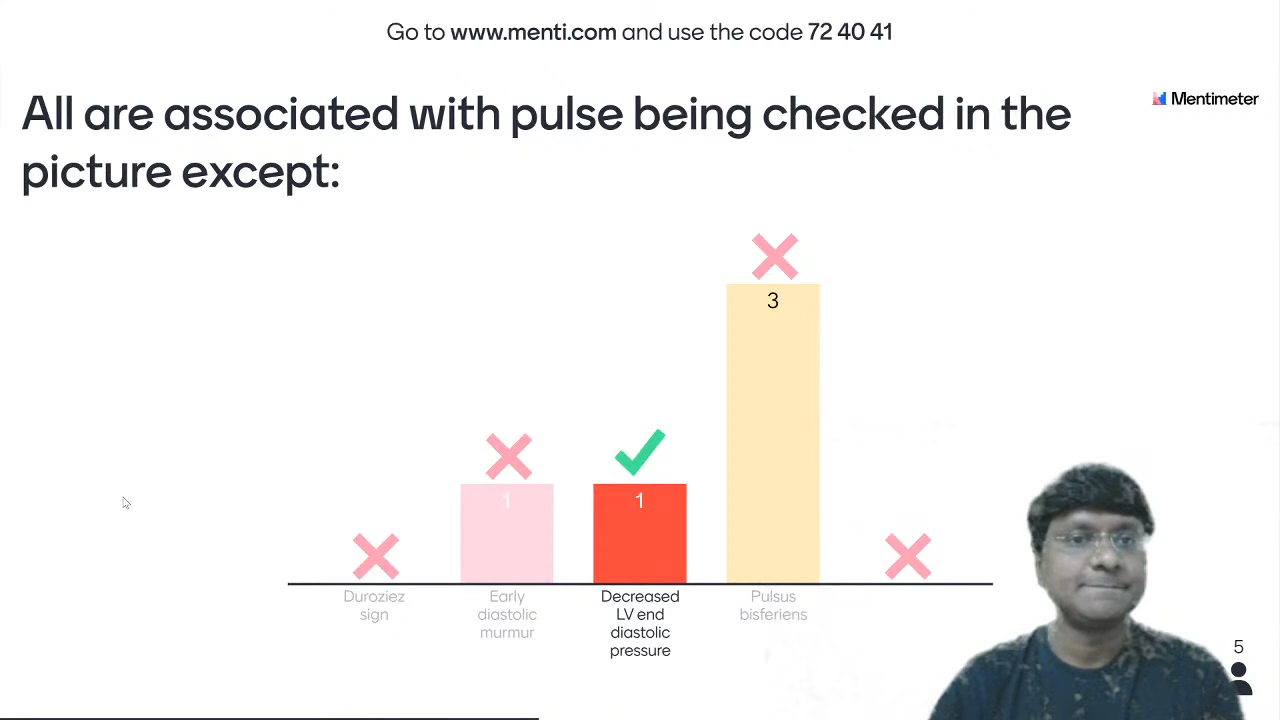 Go to www.menti.com and use the code 72 40 41
All are associated with pulse being checked in the
picture except:
Mentimeter
3
1
1
Duroziez
sign
Early
diastolic
murmur
Decreased
LV end
diastolic
pressure
Pulsus
bisferiens
5